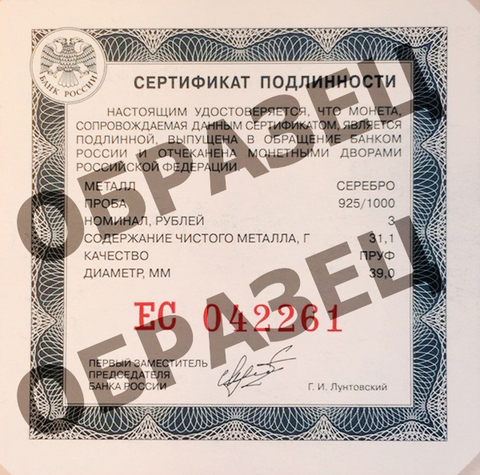 БАНК РОССИИ
СЕРТИФИКАТ ПОДЛИННОСТИ
НАСТОЯЩИМ УДОСТОВЕРЯЕТСЯ, ЧТО МОНЕТА,
СОПРОВОЖДАЕМАЯ ДАННЫМ СЕРТИФИКАТОМ, ЯВЛЯЕТСЯ
ПОДЛИННОЙ, ВЫПУЩЕНА В ОБРАЩЕНИЕ БАНКОМ
РОССИИ И ОТЧЕКАНЕНА МОНЕТНЫМИ ДВОРАМИ
РОССИЙСКОЙ ФЕДЕРАЦИИ.
МЕТАЛЛ СЕРЕБРО
ПРОБА 925/1000
НОМИНАЛ, РУБЛЕЙ 3
СОДЕРЖАНИЕ ЧИСТОГО МЕТАЛЛА, Г 31,1
КАЧЕСТВО ПРУФ
ДИАМЕТР, ММ 39,0
ЕС 042261
ПЕРВЫЙ ЗАМЕСТИТЕЛЬ
ПРЕДСЕДАТЕЛЯ
БАНКА РОССИИ Г. И. Лунтовский
ОБРАЗЕЦ
ОБРАЗЕЦ